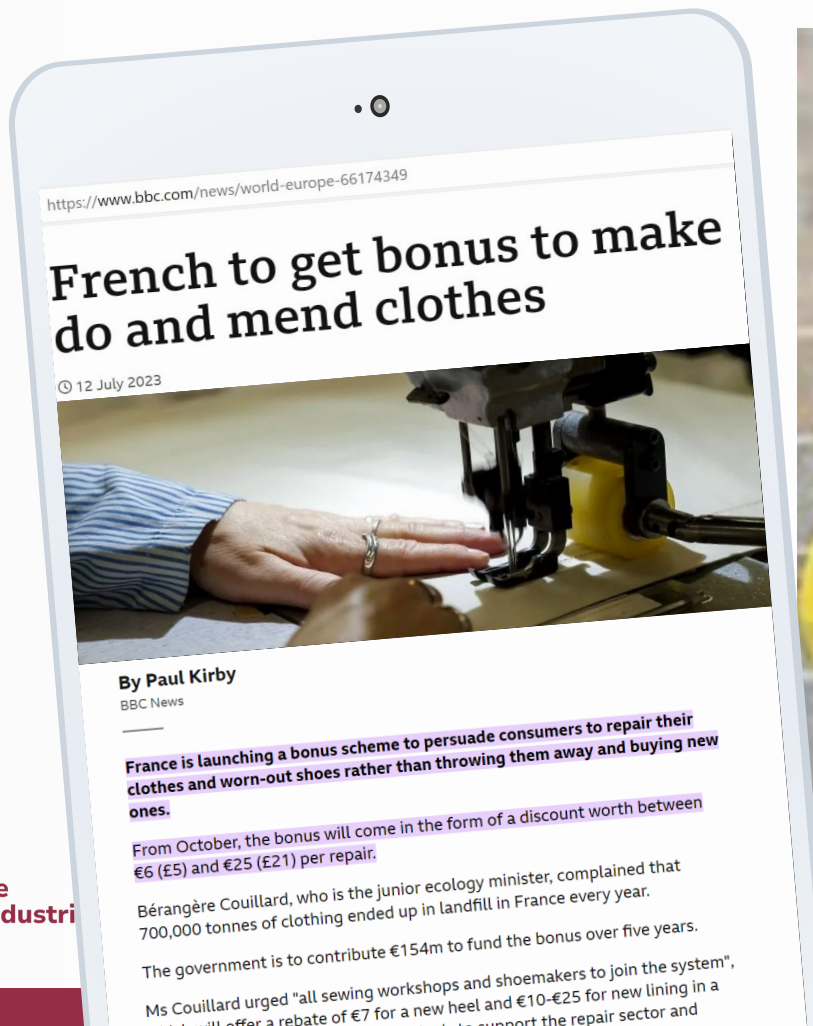 https://www.bbc.com/news/world-europe-66174349
French to get bonus to make
do and mend clothes
12 July 2023
By Paul Kirby
BBC News
France is launching a bonus scheme to persuade consumers to repair their
clothes and worn-out shoes rather than throwing them away and buying new
ones.
From October, the bonus will come in the form of a discount worth between
€6 (£5) and €25 (£21) per repair.
Bérangère Couillard, who is the junior ecology minister, complained that
700,000 tonnes of clothing ended up in landfill in France every year.
The government is to contribute €154m to fund the bonus over five years.
Ms Couillard urged "all sewing workshops and shoemakers to join the system",
will offer a rebate of €7 for a new heel and €10-€25 for new lining in a
to support the repair sector and
e
dustri